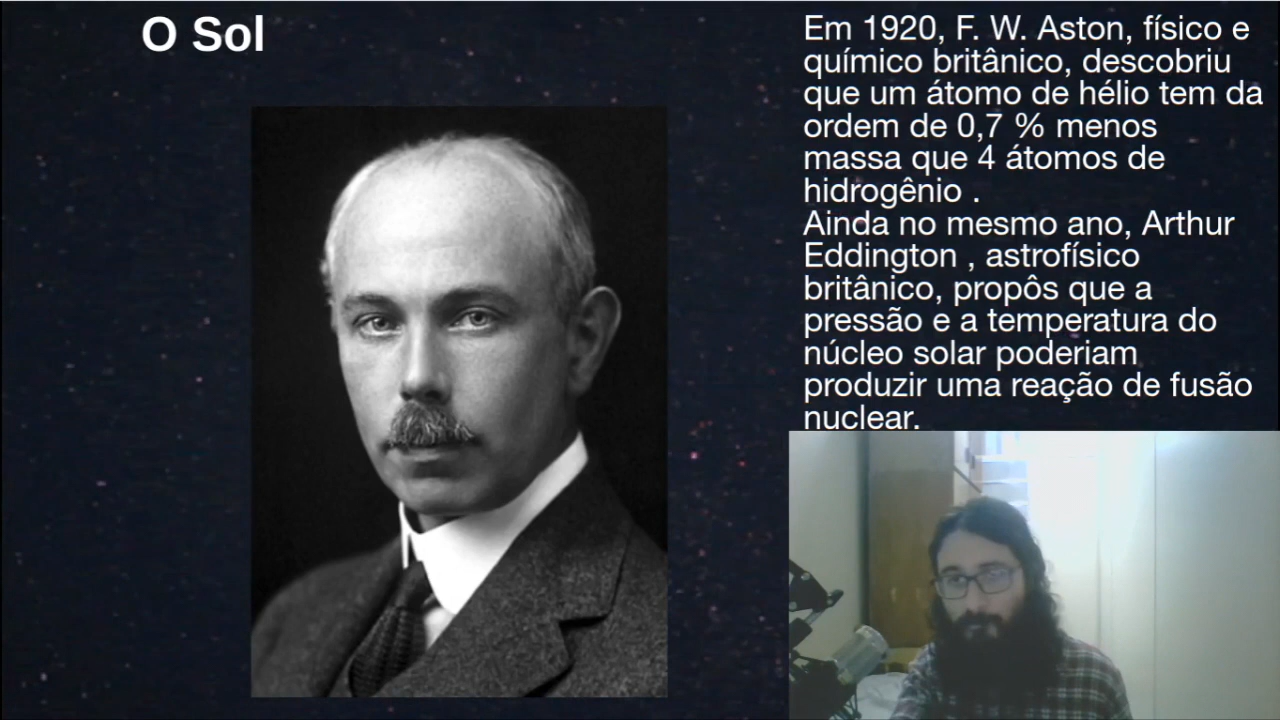 O Sol
Em 1920, F. W. Aston, físico e
químico britânico, descobriu
que um átomo de hélio tem da
ordem de 0,7 % menos
massa que 4 átomos de
hidrogênio .
Ainda no mesmo ano, Arthur
Eddington , astrofísico
britânico, propôs que a
pressão e a temperatura do
núcleo solar poderiam
produzir uma reação de fusão
nuclear.